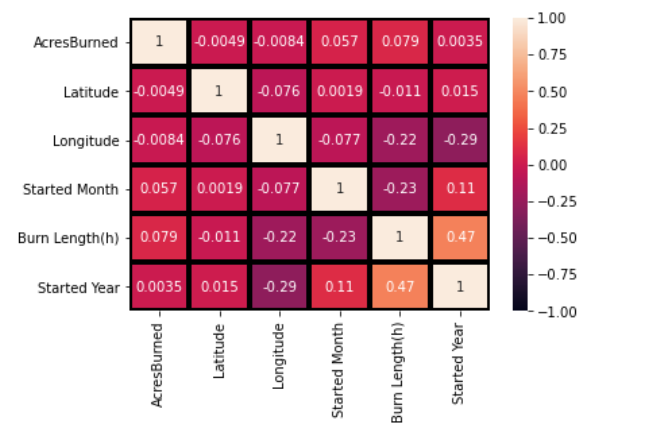 AcresBurned 1 -0.0049 -0.0084 0.057 0.079 0.0035
Latitude -0.0049 1 -0.076 0.0019 -0.011 0.015
Longitude -0.0084 -0.076 1 -0.077 -0.22 -0.29
Started Month 0.057 0.0019 -0.077 1 -0.23 0.11
Burn Length(h) 0.079 -0.011 -0.22 -0.23 1 0.47
Started Year 0.0035 0.015 -0.29 0.11 0.47 1
AcresBurned
Latitude
Longitude
Started Month
Burn Length(h)
Started Year
1.00
0.75
0.50
0.25
0.00
−0.25
−0.50
−0.75
−1.00